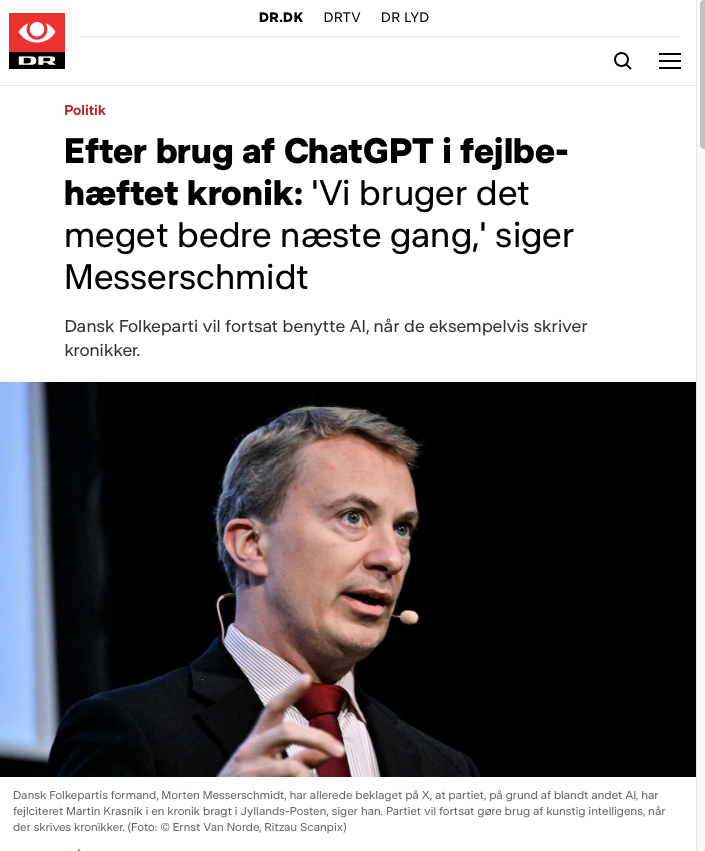 DR.DK DRTV DR LYD
DR
Politik
Efter brug af ChatGPT i fejlbe-
hæftet kronik: 'Vi bruger det
meget bedre næste gang,' siger
Messerschmidt
Dansk Folkeparti vil fortsat benytte AI, når de eksempelvis skriver
kronikker.
Dansk Folkepartis formand, Morten Messerschmidt, har allerede beklaget på X, at partiet, på grund af blandt andet AI, har
fejlciteret Martin Krasnik i en kronik bragt i Jyllands-Posten, siger han. Partiet vil fortsat gøre brug af kunstig intelligens, når
der skrives kronikker. (Foto: © Ernst Van Norde, Ritzau Scanpix)